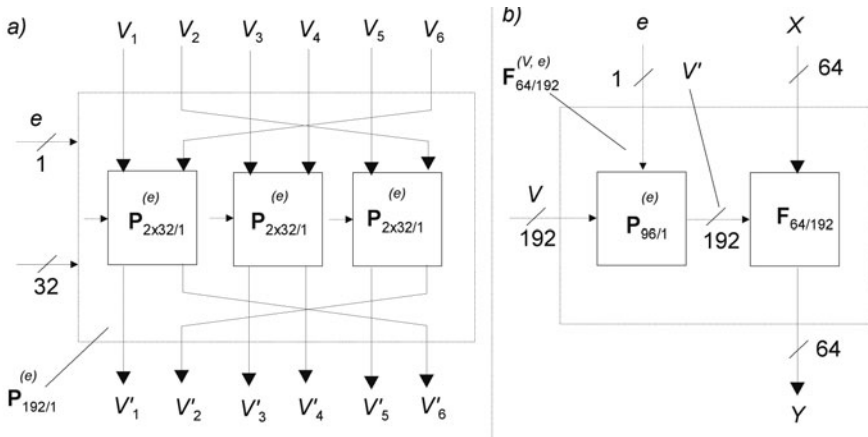 a)
V₁ V₂ V₃ V₄ V₅ V₆
e
1
(e) (e) (e)
P₂ₓ₃₂/₁ P₂ₓ₃₂/₁ P₂ₓ₃₂/₁
32
(e)
P₁₉₂/₁
V'₁ V'₂ V'₃ V'₄ V'₅ V'₆
b)
e X
(V, e)
F₆₄/₁₉₂
1 V' 64
V
192
(e)
P₉₆/₁
192
F₆₄/₁₉₂
64
Y